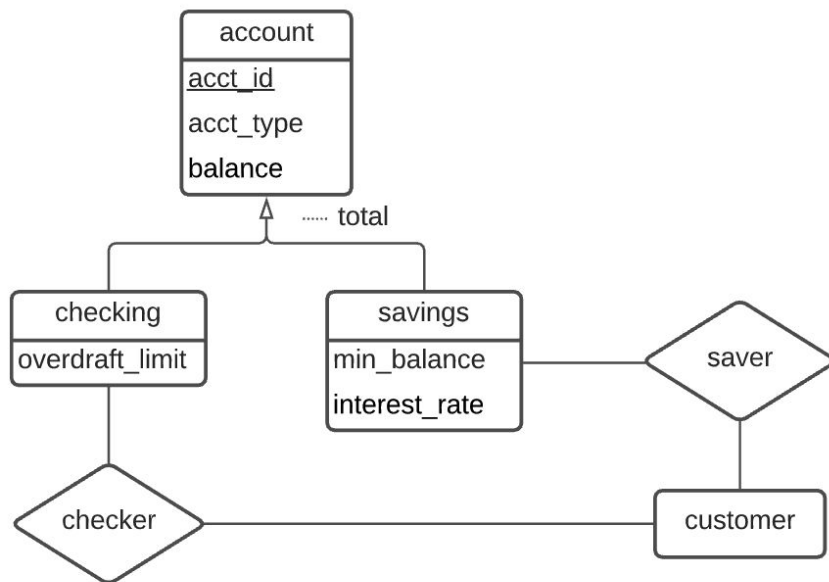 account
acct_id
acct_type
balance
total
checking
overdraft_limit
savings
min_balance
interest_rate
saver
checker
customer